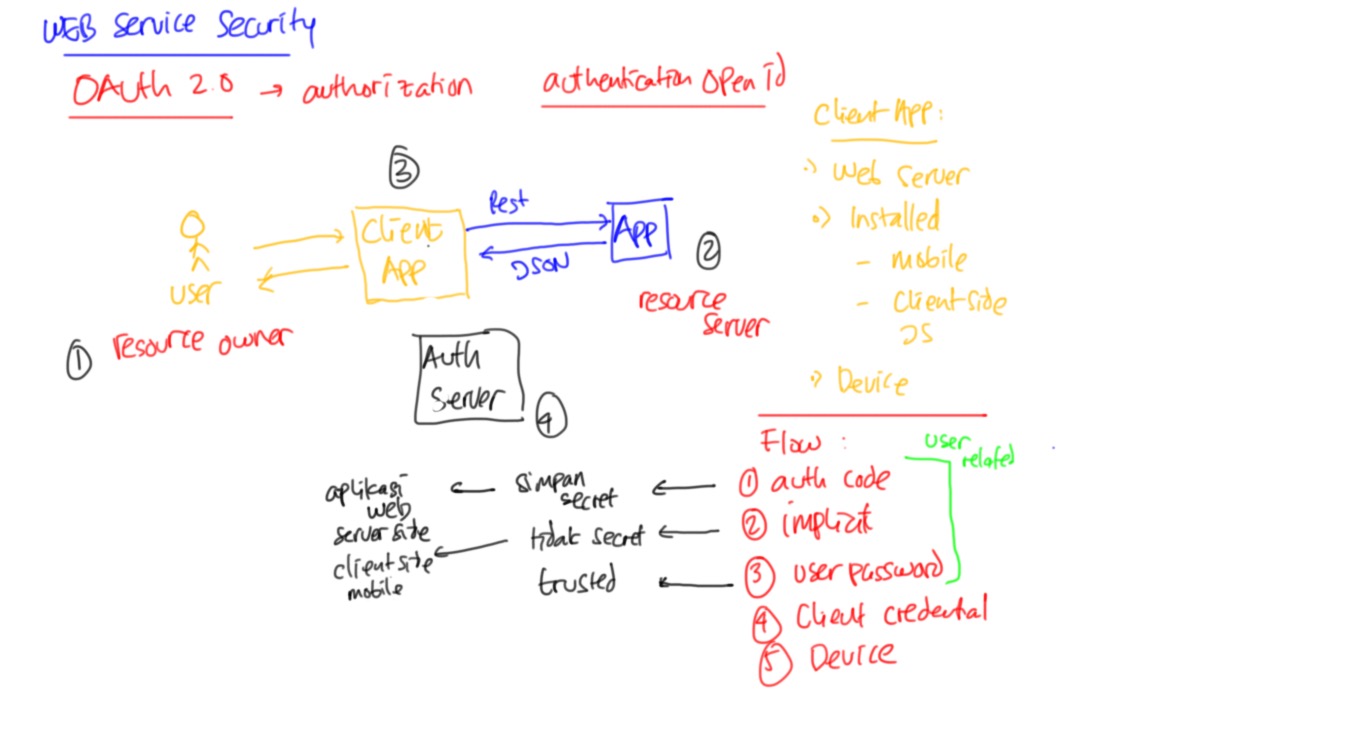 WEB Service Security
OAuth 2.0 → authorization
authentication Open id
Client App:
Web Server
Installed
- mobile
- Client side
JS
Device
3
Client
App
Rest
JSON
App
2
resource
server
user
1 resource owner
Auth
Server
4
Flow :
user
related
1 auth code
2 implicit
3 user password
4 Client credential
5 Device
simpan
secret
tidak secret
trusted
aplikasi
web
server site
client site
mobile